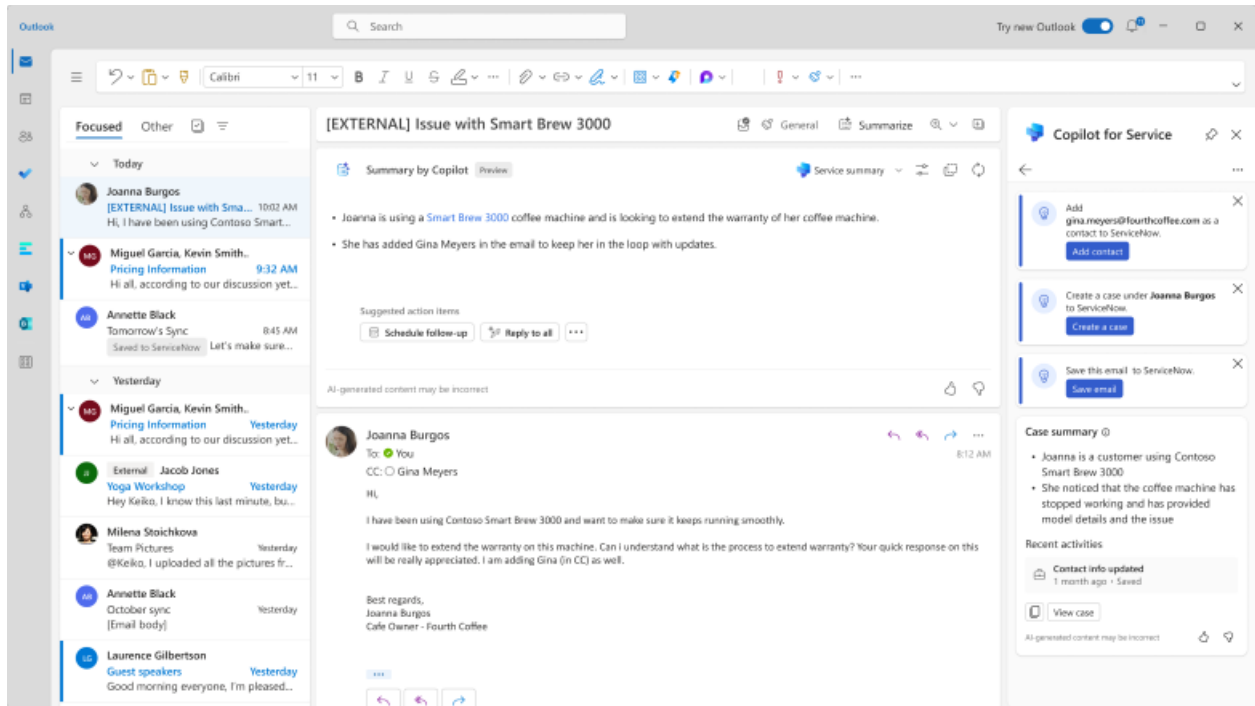 Outlook
Search
Try new Outlook
Calibri
11
B I U S
Focused Other
Today
Joanna Burgos
[EXTERNAL] Issue with Sma... 10:02 AM
Hi, I have been using Contoso Smart...
MG
Miguel Garcia, Kevin Smith..
Pricing Information 9:32 AM
Hi all, according to our discussion yet...
AB
Annette Black
Tomorrow's Sync 8:45 AM
Saved to ServiceNow Let's make sure...
Yesterday
MG
Miguel Garcia, Kevin Smith..
Pricing Information Yesterday
Hi all, according to our discussion yet...
External Jacob Jones
Yoga Workshop Yesterday
Hey Keiko, I know this last minute, bu...
Milena Stoichkova
Team Pictures Yesterday
@Keiko, I uploaded all the pictures fr...
AB
Annette Black
October sync Yesterday
[Email body]
LG
Laurence Gilbertson
Guest speakers Yesterday
Good morning everyone, I'm pleased...
[EXTERNAL] Issue with Smart Brew 3000
General Summarize
Summary by Copilot Preview
Service summary
• Joanna is using a Smart Brew 3000 coffee machine and is looking to extend the warranty of her coffee machine.
• She has added Gina Meyers in the email to keep her in the loop with updates.
Suggested action items
Schedule follow-up Reply to all ...
AI-generated content may be incorrect
Joanna Burgos
To: You
8:12 AM
CC: Gina Meyers
Hi,
I have been using Contoso Smart Brew 3000 and want to make sure it keeps running smoothly.
I would like to extend the warranty on this machine. Can i understand what is the process to extend warranty? Your quick response on this
will be really appreciated. I am adding Gina (in CC) as well.
Best regards,
Joanna Burgos
Cafe Owner - Fourth Coffee
Copilot for Service
Add
gina.meyers@fourthcoffee.com as a
contact to ServiceNow.
Add contact
Create a case under Joanna Burgos
to ServiceNow.
Create a case
Save this email to ServiceNow.
Save email
Case summary
• Joanna is a customer using Contoso
Smart Brew 3000
• She noticed that the coffee machine has
stopped working and has provided
model details and the issue
Recent activities
Contact info updated
1 month ago • Saved
View case
AI-generated content may be incorrect